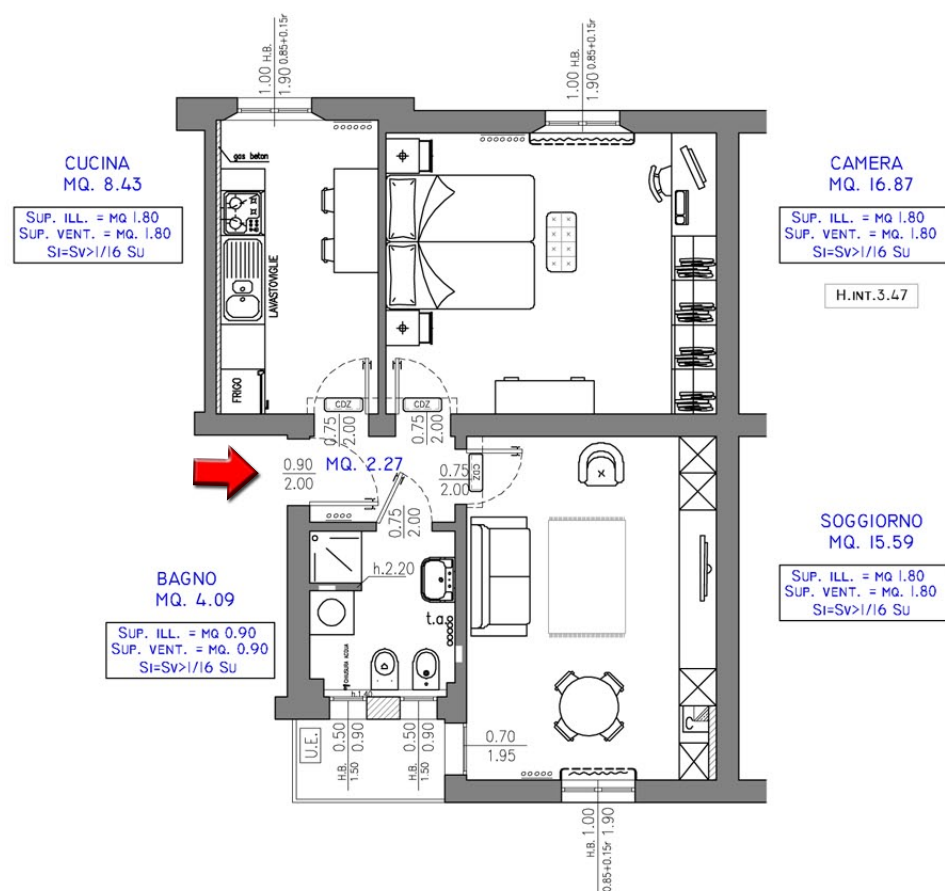 1.00 H.B.
1.90 0.85+0.15r
1.00 H.B.
1.90 0.85+0.15r
gas beton
CUCINA
MQ. 8.43
SUP. ILL. = MQ 1.80
SUP. VENT. = MQ. 1.80
SI=SV>1/16 SU
CAMERA
MQ. 16.87
SUP. ILL. = MQ 1.80
SUP. VENT. = MQ. 1.80
SI=SV>1/16 SU
H.INT.3.47
LAVASTOVIGLIE
FRIGO
CDZ
0.75
2.00
CDZ
0.75
2.00
0.90
2.00
MQ. 2.27
0.75
2.00
CDZ
0.75
2.00
h.2.20
BAGNO
MQ. 4.09
SUP. ILL. = MQ 0.90
SUP. VENT. = MQ. 0.90
SI=SV>1/16 SU
SOGGIORNO
MQ. 15.59
SUP. ILL. = MQ 1.80
SUP. VENT. = MQ. 1.80
SI=SV>1/16 SU
t.a.
CHIUSURA ACQUA
h.1.40
C
U.E.
0.50
0.90
H.B.
1.50
0.50
0.90
H.B.
1.50
0.70
1.95
H.B. 1.00
0.85+0.15r 1.90